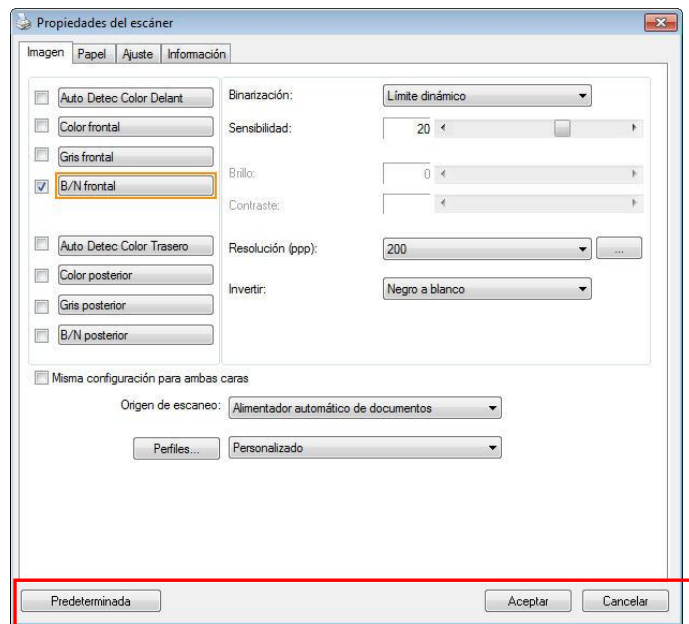 Propiedades del escáner
Imagen Papel Ajuste Información
Auto Detec Color Delant
Color frontal
Gris frontal
B/N frontal
Auto Detec Color Trasero
Color posterior
Gris posterior
B/N posterior
Binarización: Límite dinámico
Sensibilidad: 20
Brillo: 0
Contraste:
Resolución (ppp): 200 ...
Invertir: Negro a blanco
Misma configuración para ambas caras
Origen de escaneo: Alimentador automático de documentos
Perfiles... Personalizado
Predeterminada Aceptar Cancelar